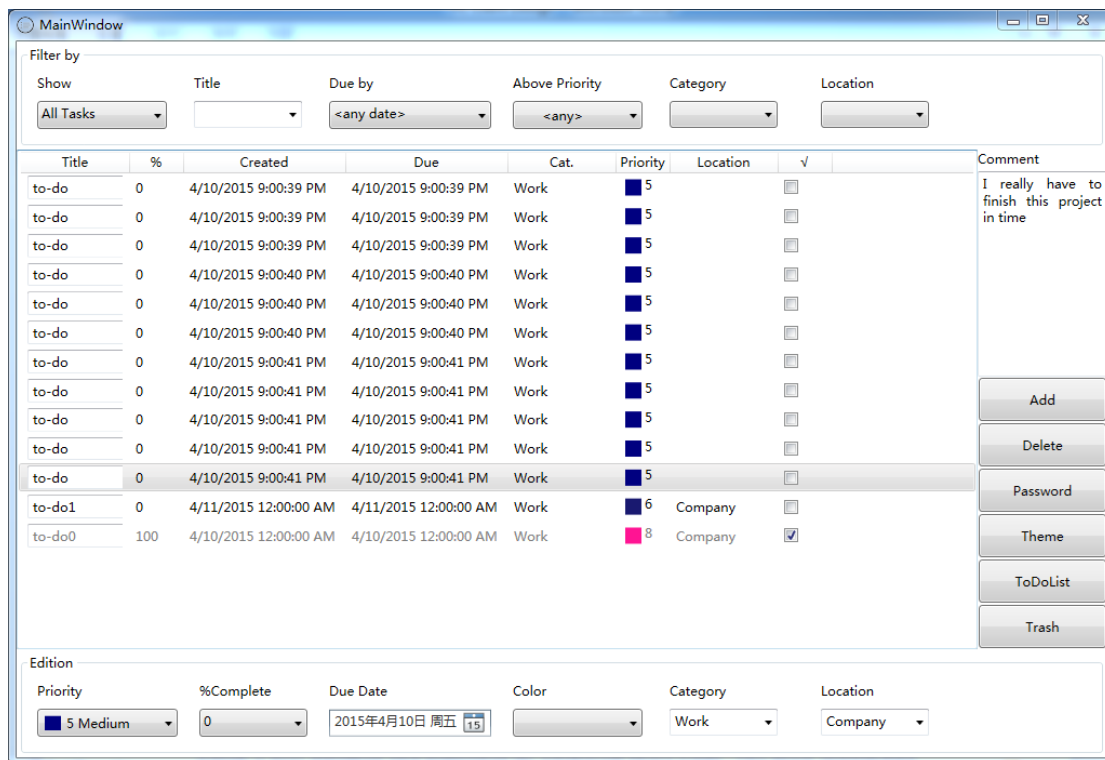 MainWindow
Filter by
Show Title Due by Above Priority Category Location
All Tasks <any date> <any>
Title % Created Due Cat. Priority Location √ Comment
to-do 0 4/10/2015 9:00:39 PM 4/10/2015 9:00:39 PM Work 5
to-do 0 4/10/2015 9:00:39 PM 4/10/2015 9:00:39 PM Work 5
to-do 0 4/10/2015 9:00:39 PM 4/10/2015 9:00:39 PM Work 5
to-do 0 4/10/2015 9:00:40 PM 4/10/2015 9:00:40 PM Work 5
to-do 0 4/10/2015 9:00:40 PM 4/10/2015 9:00:40 PM Work 5
to-do 0 4/10/2015 9:00:40 PM 4/10/2015 9:00:40 PM Work 5
to-do 0 4/10/2015 9:00:41 PM 4/10/2015 9:00:41 PM Work 5
to-do 0 4/10/2015 9:00:41 PM 4/10/2015 9:00:41 PM Work 5
to-do 0 4/10/2015 9:00:41 PM 4/10/2015 9:00:41 PM Work 5
to-do 0 4/10/2015 9:00:41 PM 4/10/2015 9:00:41 PM Work 5
to-do 0 4/10/2015 9:00:41 PM 4/10/2015 9:00:41 PM Work 5
to-do1 0 4/11/2015 12:00:00 AM 4/11/2015 12:00:00 AM Work 6 Company
to-do0 100 4/10/2015 12:00:00 AM 4/10/2015 12:00:00 AM Work 8 Company
I really have to
finish this project
in time
Add
Delete
Password
Theme
ToDoList
Trash
Edition
Priority %Complete Due Date Color Category Location
5 Medium 0 2015年4月10日 周五 15 Work Company